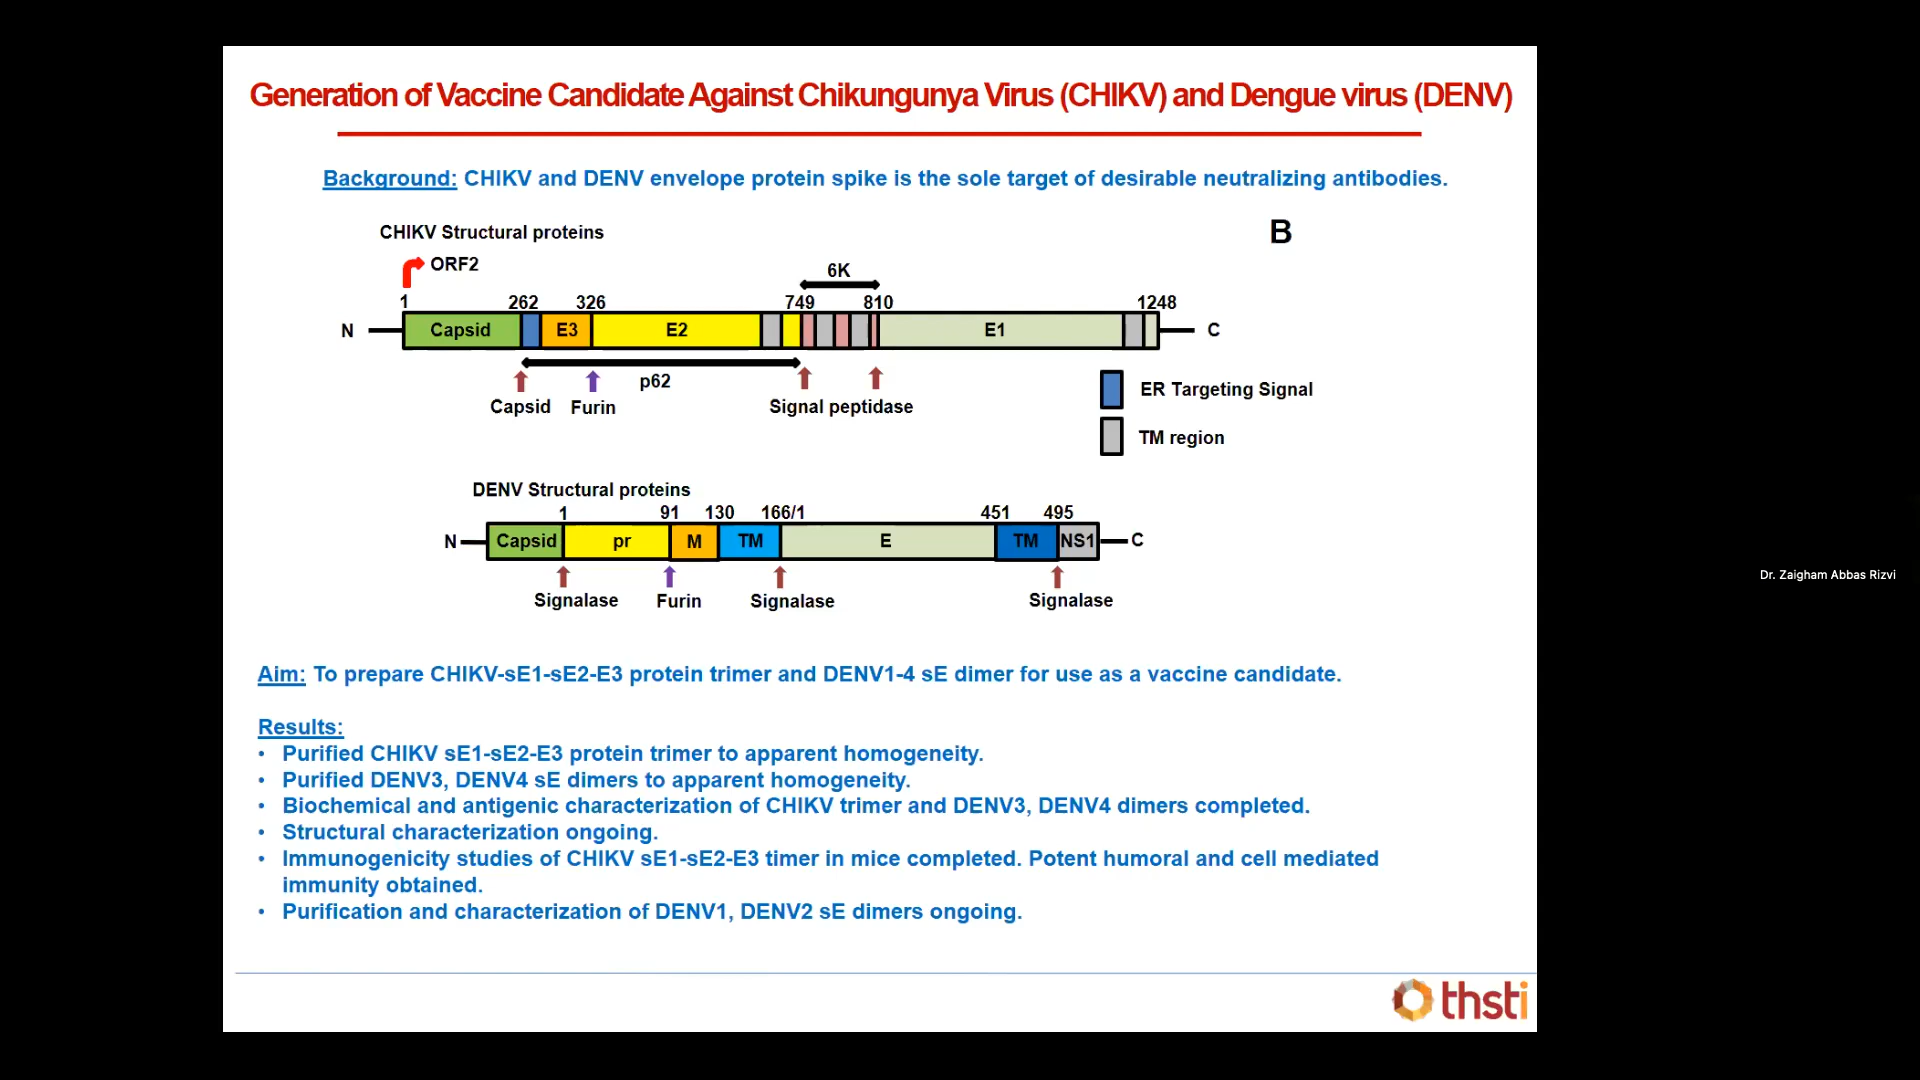 Generation of Vaccine Candidate Against Chikungunya Virus (CHIKV) and Dengue virus (DENV)
Background: CHIKV and DENV envelope protein spike is the sole target of desirable neutralizing antibodies.
CHIKV Structural proteins
B
ORF2
6K
1 262 326 749 810 1248
N Capsid E3 E2 E1 C
p62
Capsid Furin Signal peptidase
ER Targeting Signal
TM region
DENV Structural proteins
1 91 130 166/1 451 495
N Capsid pr M TM E TM NS1 C
Signalase Furin Signalase Signalase
Dr. Zaigham Abbas Rizvi
Aim: To prepare CHIKV-sE1-sE2-E3 protein trimer and DENV1-4 sE dimer for use as a vaccine candidate.
Results:
• Purified CHIKV sE1-sE2-E3 protein trimer to apparent homogeneity.
• Purified DENV3, DENV4 sE dimers to apparent homogeneity.
• Biochemical and antigenic characterization of CHIKV trimer and DENV3, DENV4 dimers completed.
• Structural characterization ongoing.
• Immunogenicity studies of CHIKV sE1-sE2-E3 timer in mice completed. Potent humoral and cell mediated
immunity obtained.
• Purification and characterization of DENV1, DENV2 sE dimers ongoing.
thsti